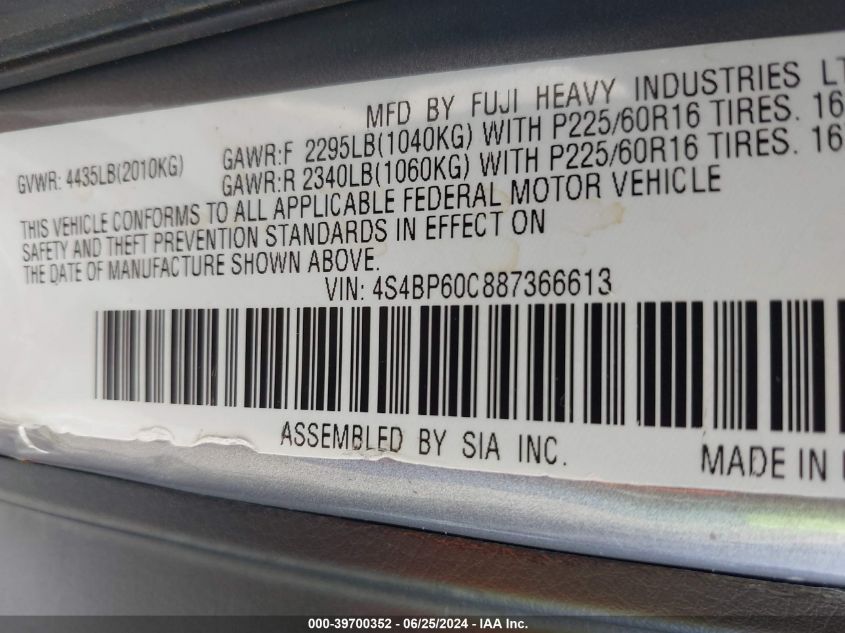 MFD BY FUJI HEAVY INDUSTRIES LT
GVWR: 4435LB(2010KG) GAWR:F 2295LB(1040KG) WITH P225/60R16 TIRES. 16
GAWR:R 2340LB(1060KG) WITH P225/60R16 TIRES. 16
THIS VEHICLE CONFORMS TO ALL APPLICABLE FEDERAL MOTOR VEHICLE
SAFETY AND THEFT PREVENTION STANDARDS IN EFFECT ON
THE DATE OF MANUFACTURE SHOWN ABOVE.
VIN: 4S4BP60C887366613
ASSEMBLED BY SIA INC.
MADE IN
000-39700352 - 06/25/2024 - IAA Inc.